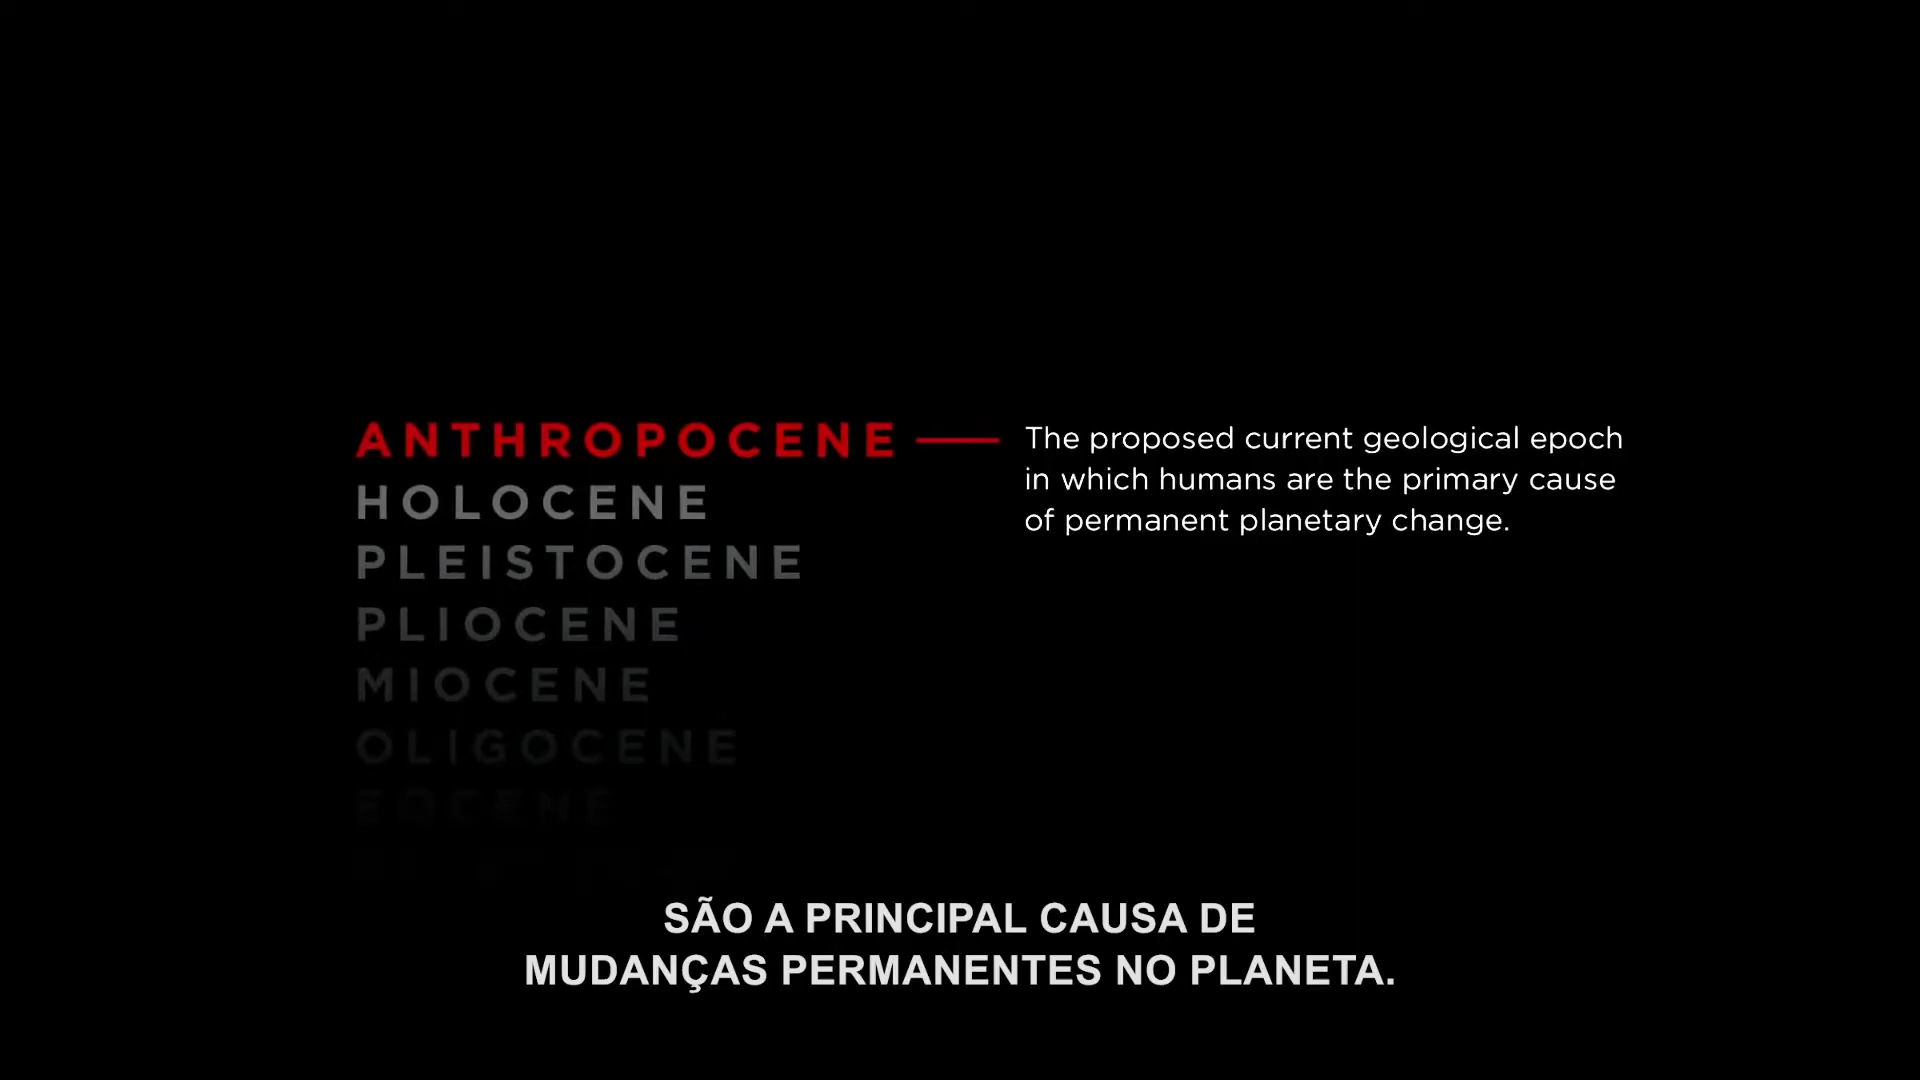 ANTHROPOCENE
The proposed current geological epoch
in which humans are the primary cause
of permanent planetary change.
HOLOCENE
PLEISTOCENE
PLIOCENE
MIOCENE
OLIGOCENE
EOCENE
SÃO A PRINCIPAL CAUSA DE
MUDANÇAS PERMANENTES NO PLANETA.